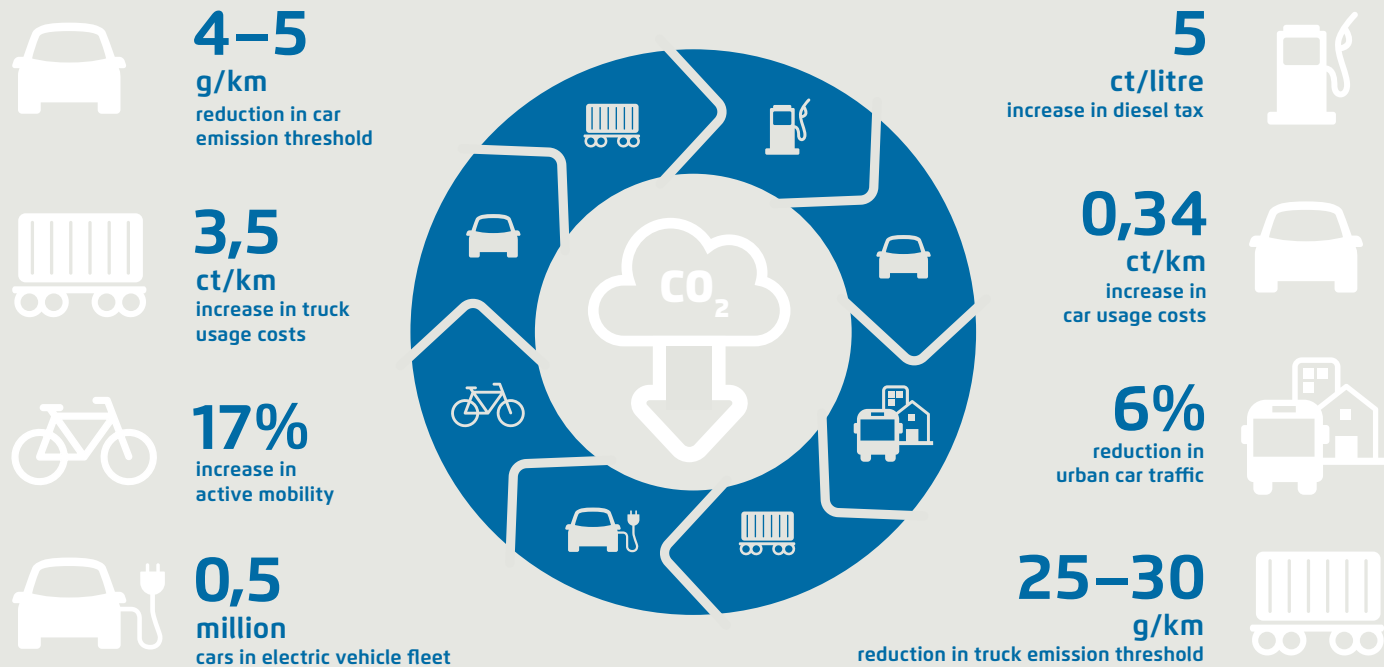 4–5
g/km
reduction in car
emission threshold
3,5
ct/km
increase in truck
usage costs
17%
increase in
active mobility
0,5
million
cars in electric vehicle fleet
CO₂
5
ct/litre
increase in diesel tax
0,34
ct/km
increase in
car usage costs
6%
reduction in
urban car traffic
25–30
g/km
reduction in truck emission threshold